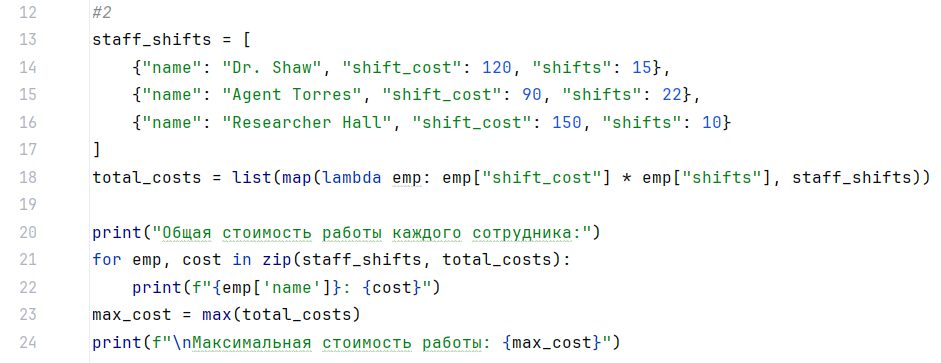 12 #2
13 staff_shifts = [
14     {"name": "Dr. Shaw", "shift_cost": 120, "shifts": 15},
15     {"name": "Agent Torres", "shift_cost": 90, "shifts": 22},
16     {"name": "Researcher Hall", "shift_cost": 150, "shifts": 10}
17 ]
18 total_costs = list(map(lambda emp: emp["shift_cost"] * emp["shifts"], staff_shifts))
19
20 print("Общая стоимость работы каждого сотрудника:")
21 for emp, cost in zip(staff_shifts, total_costs):
22     print(f"{emp['name']}: {cost}")
23 max_cost = max(total_costs)
24 print(f"\nМаксимальная стоимость работы: {max_cost}")